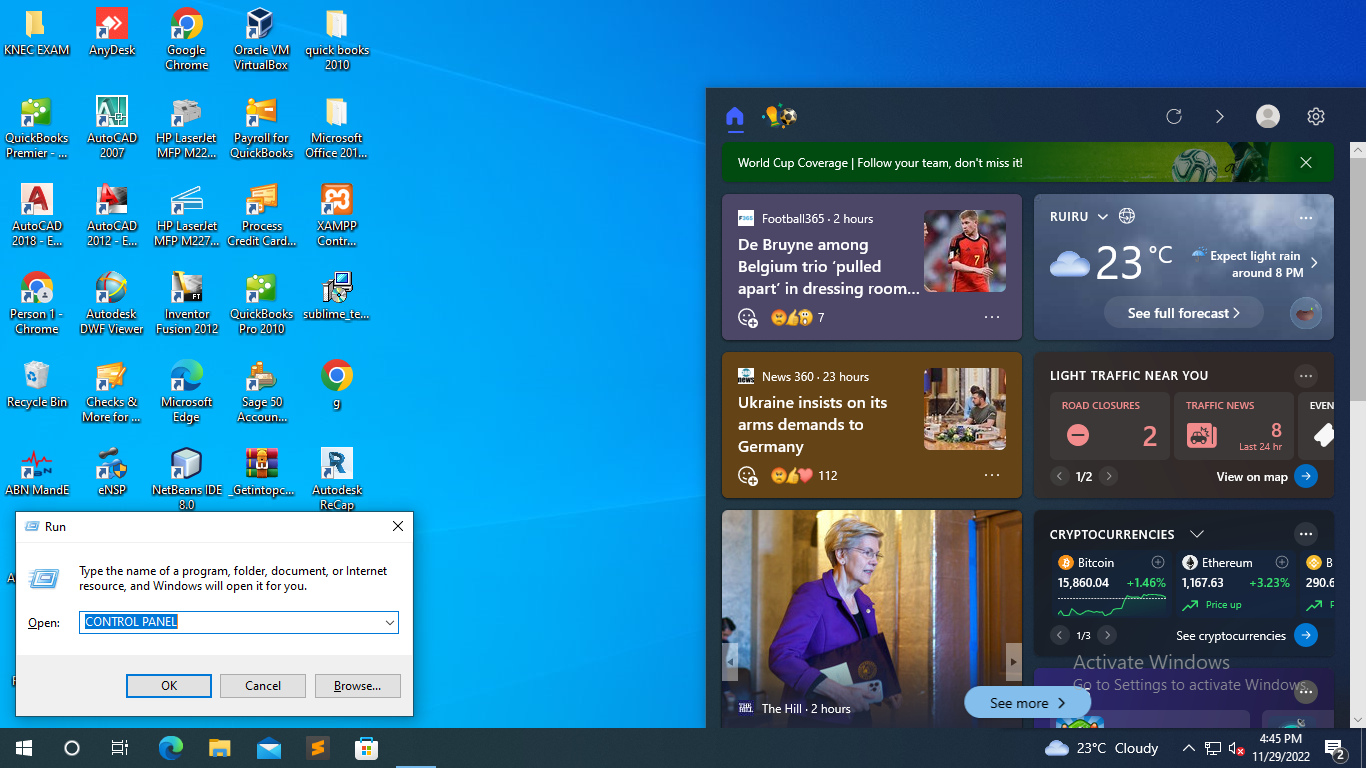 KNEC EXAM
AnyDesk
Google
Chrome
Oracle VM
VirtualBox
quick books
2010
QuickBooks
Premier - ...
AutoCAD
2007
HP LaserJet
MFP M22...
Payroll for
QuickBooks
Microsoft
Office 201...
AutoCAD
2018 - E...
AutoCAD
2012 - E...
HP LaserJet
MFP M227...
Process
Credit Card...
XAMPP
Contr...
Person 1 -
Chrome
Autodesk
DWF Viewer
Inventor
Fusion 2012
QuickBooks
Pro 2010
sublime_te...
Recycle Bin
Checks &
More for ...
Microsoft
Edge
Sage 50
Accoun...
g
ABN MandE
eNSP
NetBeans IDE
8.0
_Getintopc...
Autodesk
ReCap
Run
Type the name of a program, folder, document, or Internet
resource, and Windows will open it for you.
Open:
CONTROL PANEL
OK
Cancel
Browse...
World Cup Coverage | Follow your team, don't miss it!
F365
Football365 · 2 hours
De Bruyne among
Belgium trio ‘pulled
apart’ in dressing room...
7
RUIRU
23 °C
Expect light rain
around 8 PM
See full forecast
News 360 · 23 hours
Ukraine insists on its
arms demands to
Germany
112
LIGHT TRAFFIC NEAR YOU
ROAD CLOSURES
2
TRAFFIC NEWS
8
Last 24 hr
EVEN
1/2
View on map
The Hill · 2 hours
CRYPTOCURRENCIES
Bitcoin
15,860.04 +1.46%
Ethereum
1,167.63 +3.23%
Price up
B
290.6
P
1/3
See cryptocurrencies
Activate Windows
Go to Settings to activate Windows.
See more
23°C Cloudy
4:45 PM
11/29/2022
2